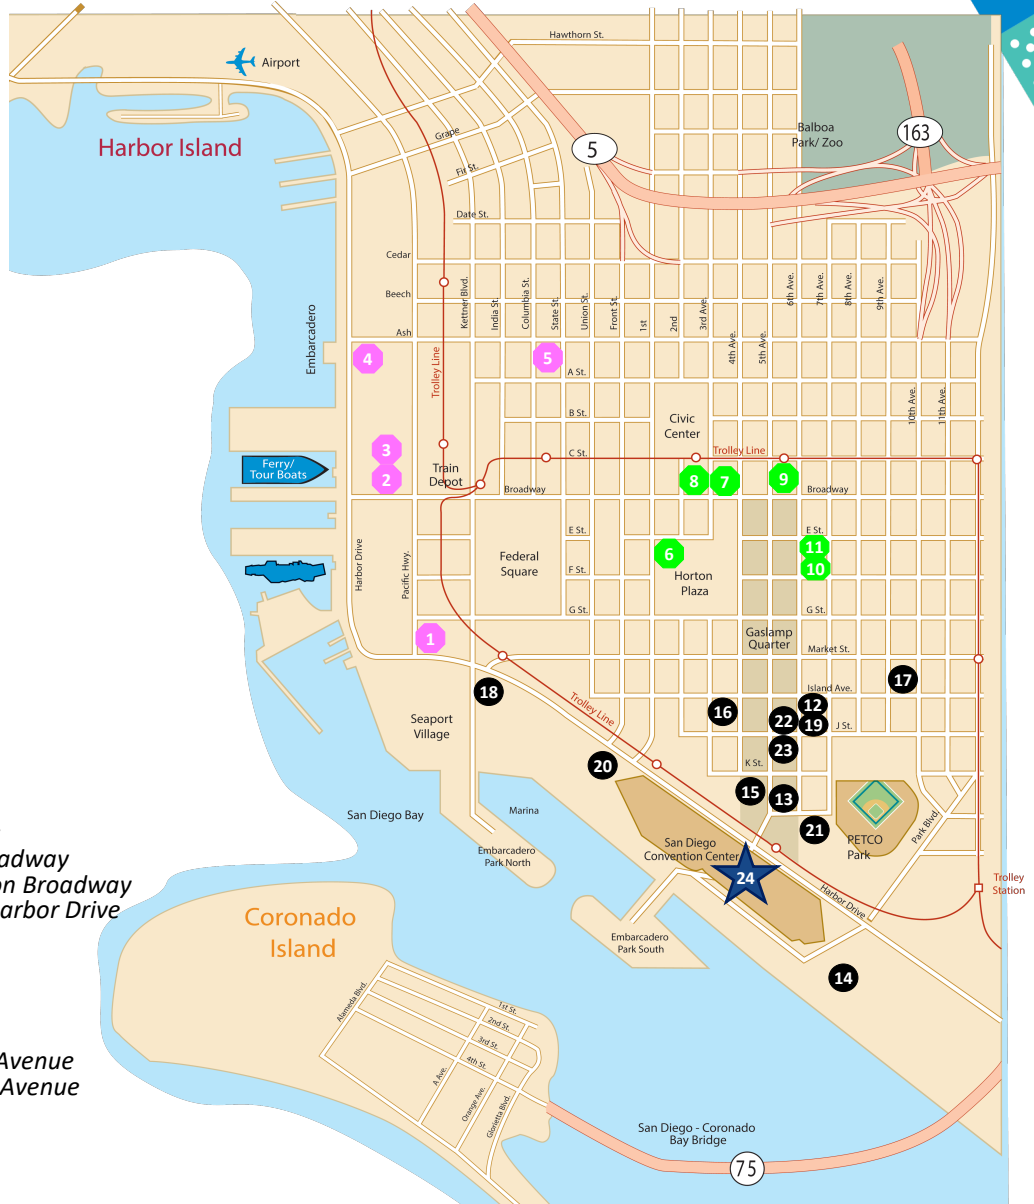 Hawthorn St.
Airport
Harbor Island
Grape
Fir St.
5
163
Balboa
Park/ Zoo
Date St.
Cedar
Beech
Ash
Embarcadero
Kettner Blvd.
India St.
Columbia St.
State St.
Union St.
Front St.
1st
2nd
3rd Ave.
4th Ave.
5th Ave.
6th Ave.
7th Ave.
8th Ave.
9th Ave.
10th Ave.
11th Ave.
4
5
A St.
Trolley Line
B St.
Civic
Center
3
2
Ferry/
Tour Boats
Train
Depot
C St.
Trolley Line
Broadway
8
7
9
Broadway
E St.
11
10
6
Horton
Plaza
F St.
Federal
Square
Harbor Drive
Pacific Hwy.
G St.
G St.
1
Gaslamp
Quarter
Market St.
17
Island Ave.
18
Trolley Line
16
12
22
19
J St.
Seaport
Village
23
20
K St.
15
13
San Diego Bay
Marina
Embarcadero
Park North
21
PETCO
Park
Park Blvd.
San Diego
Convention Center
24
Harbor Drive
Trolley
Station
oadway
on Broadway
arbor Drive
Coronado
Island
Embarcadero
Park South
14
Alameda Blvd.
1st St.
2nd St.
3rd St.
4th St.
A Ave.
Orange Ave.
Glorietta Blvd.
Avenue
Avenue
San Diego - Coronado
Bay Bridge
75